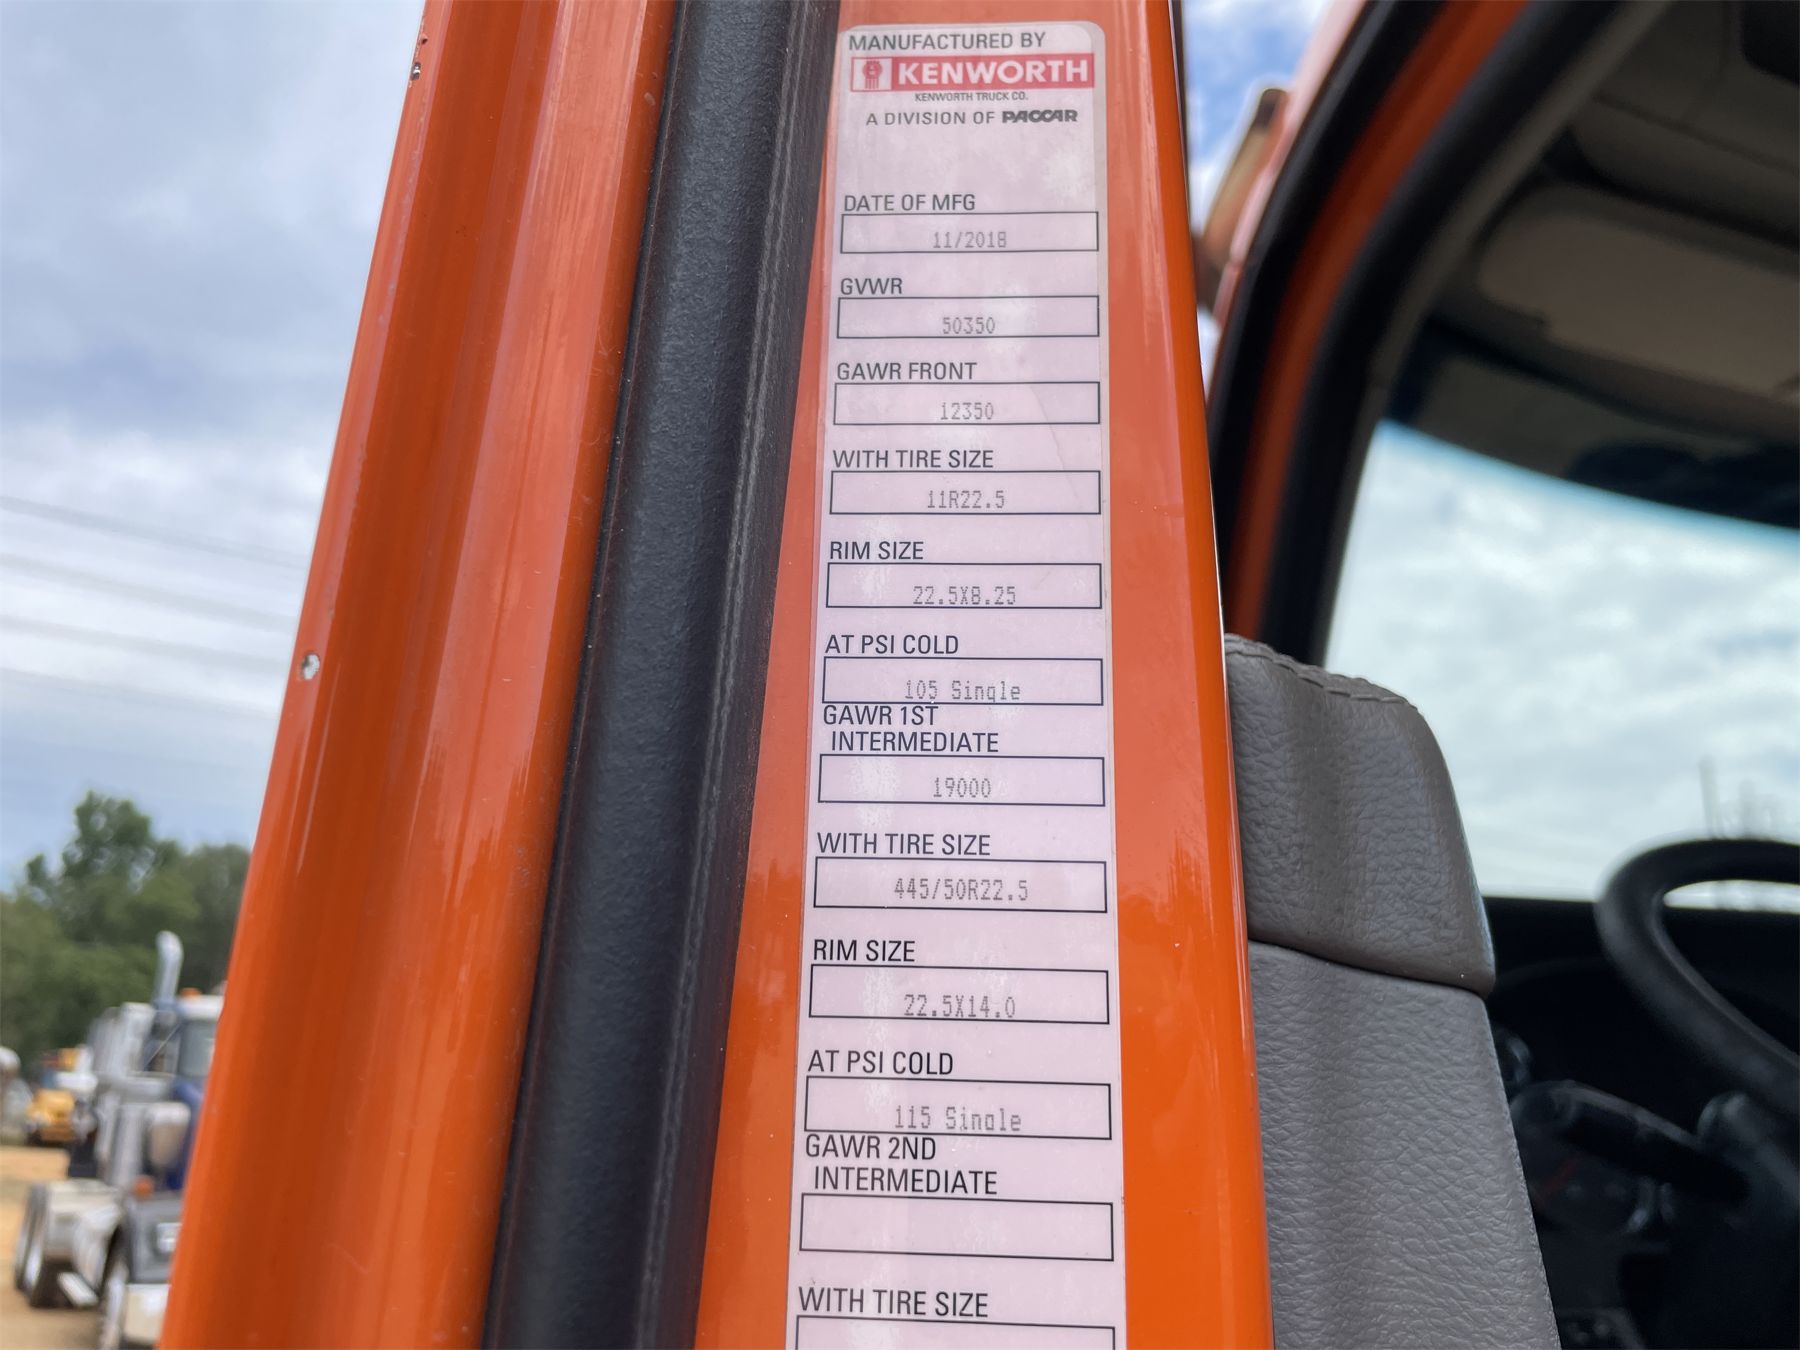 MANUFACTURED BY
KENWORTH
KENWORTH TRUCK CO.
A DIVISION OF PACCAR
DATE OF MFG
11/2018
GVWR
50350
GAWR FRONT
12350
WITH TIRE SIZE
11R22.5
RIM SIZE
22.5X8.25
AT PSI COLD
105 Single
GAWR 1ST
INTERMEDIATE
19000
WITH TIRE SIZE
445/50R22.5
RIM SIZE
22.5X14.0
AT PSI COLD
115 Single
GAWR 2ND
INTERMEDIATE
WITH TIRE SIZE